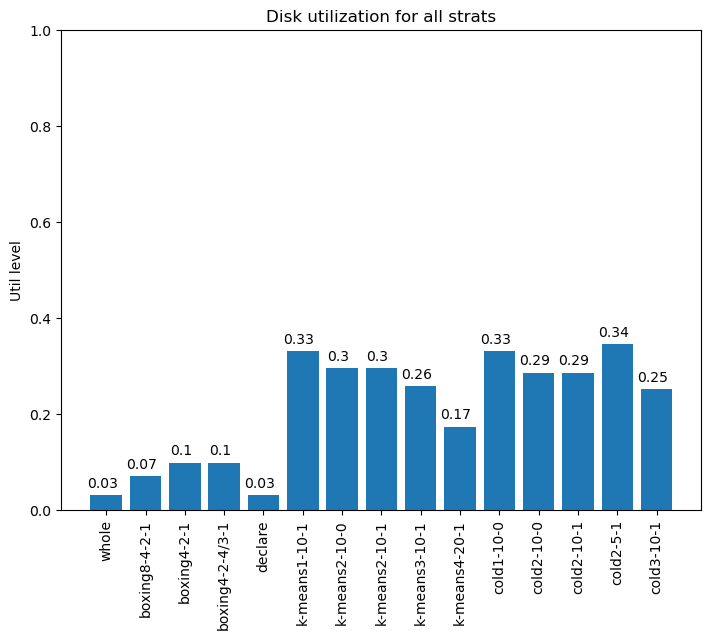 Disk utilization for all strats
Util level
1.0
0.8
0.6
0.4
0.2
0.0
0.03
0.07
0.1
0.1
0.03
0.33
0.3
0.3
0.26
0.17
0.33
0.29
0.29
0.34
0.25
whole
boxing8-4-2-1
boxing4-2-1
boxing4-2-4/3-1
declare
k-means1-10-1
k-means2-10-0
k-means2-10-1
k-means3-10-1
k-means4-20-1
cold1-10-0
cold2-10-0
cold2-10-1
cold2-5-1
cold3-10-1